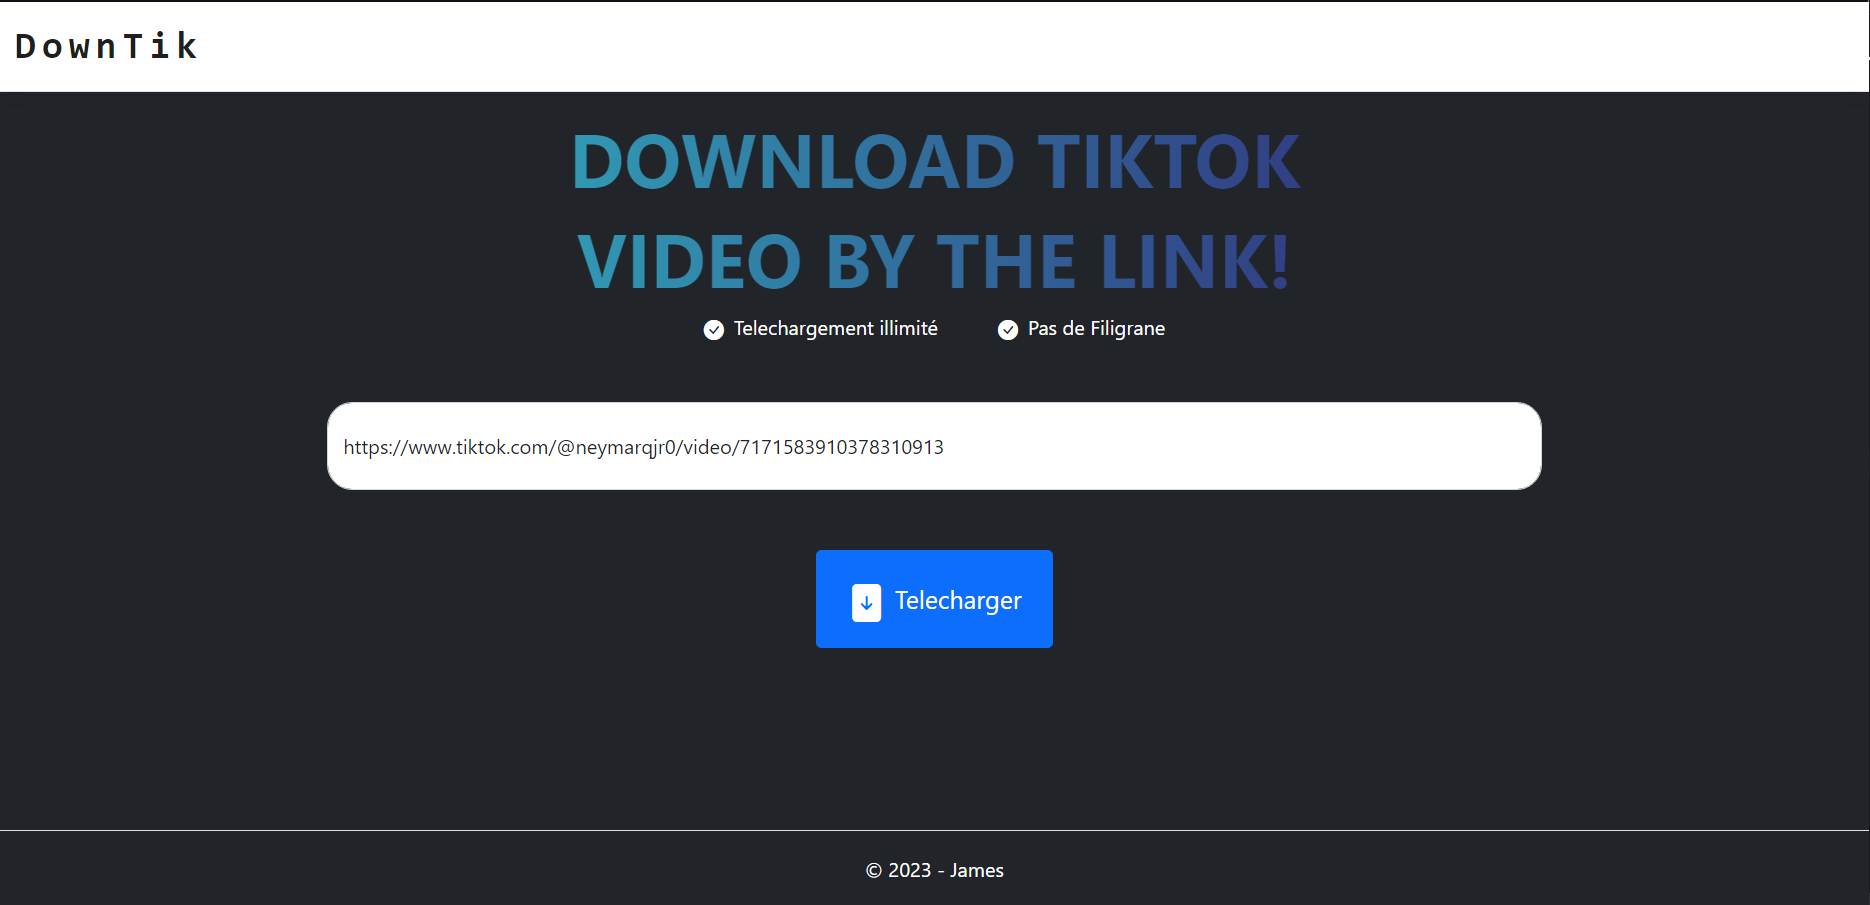 DownTik
DOWNLOAD TIKTOK
VIDEO BY THE LINK!
Telechargement illimité Pas de Filigrane
https://www.tiktok.com/@neymarqjr0/video/7171583910378310913
Telecharger
© 2023 - James